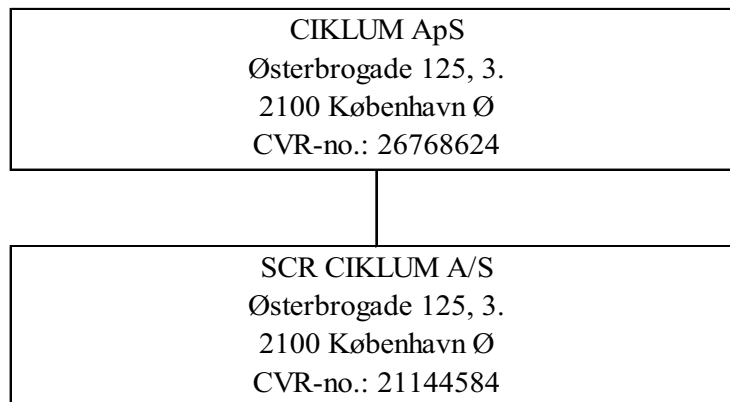 CIKLUM ApS
Østerbrogade 125, 3.
2100 København Ø
CVR-no.: 26768624
SCR CIKLUM A/S
Østerbrogade 125, 3.
2100 København Ø
CVR-no.: 21144584